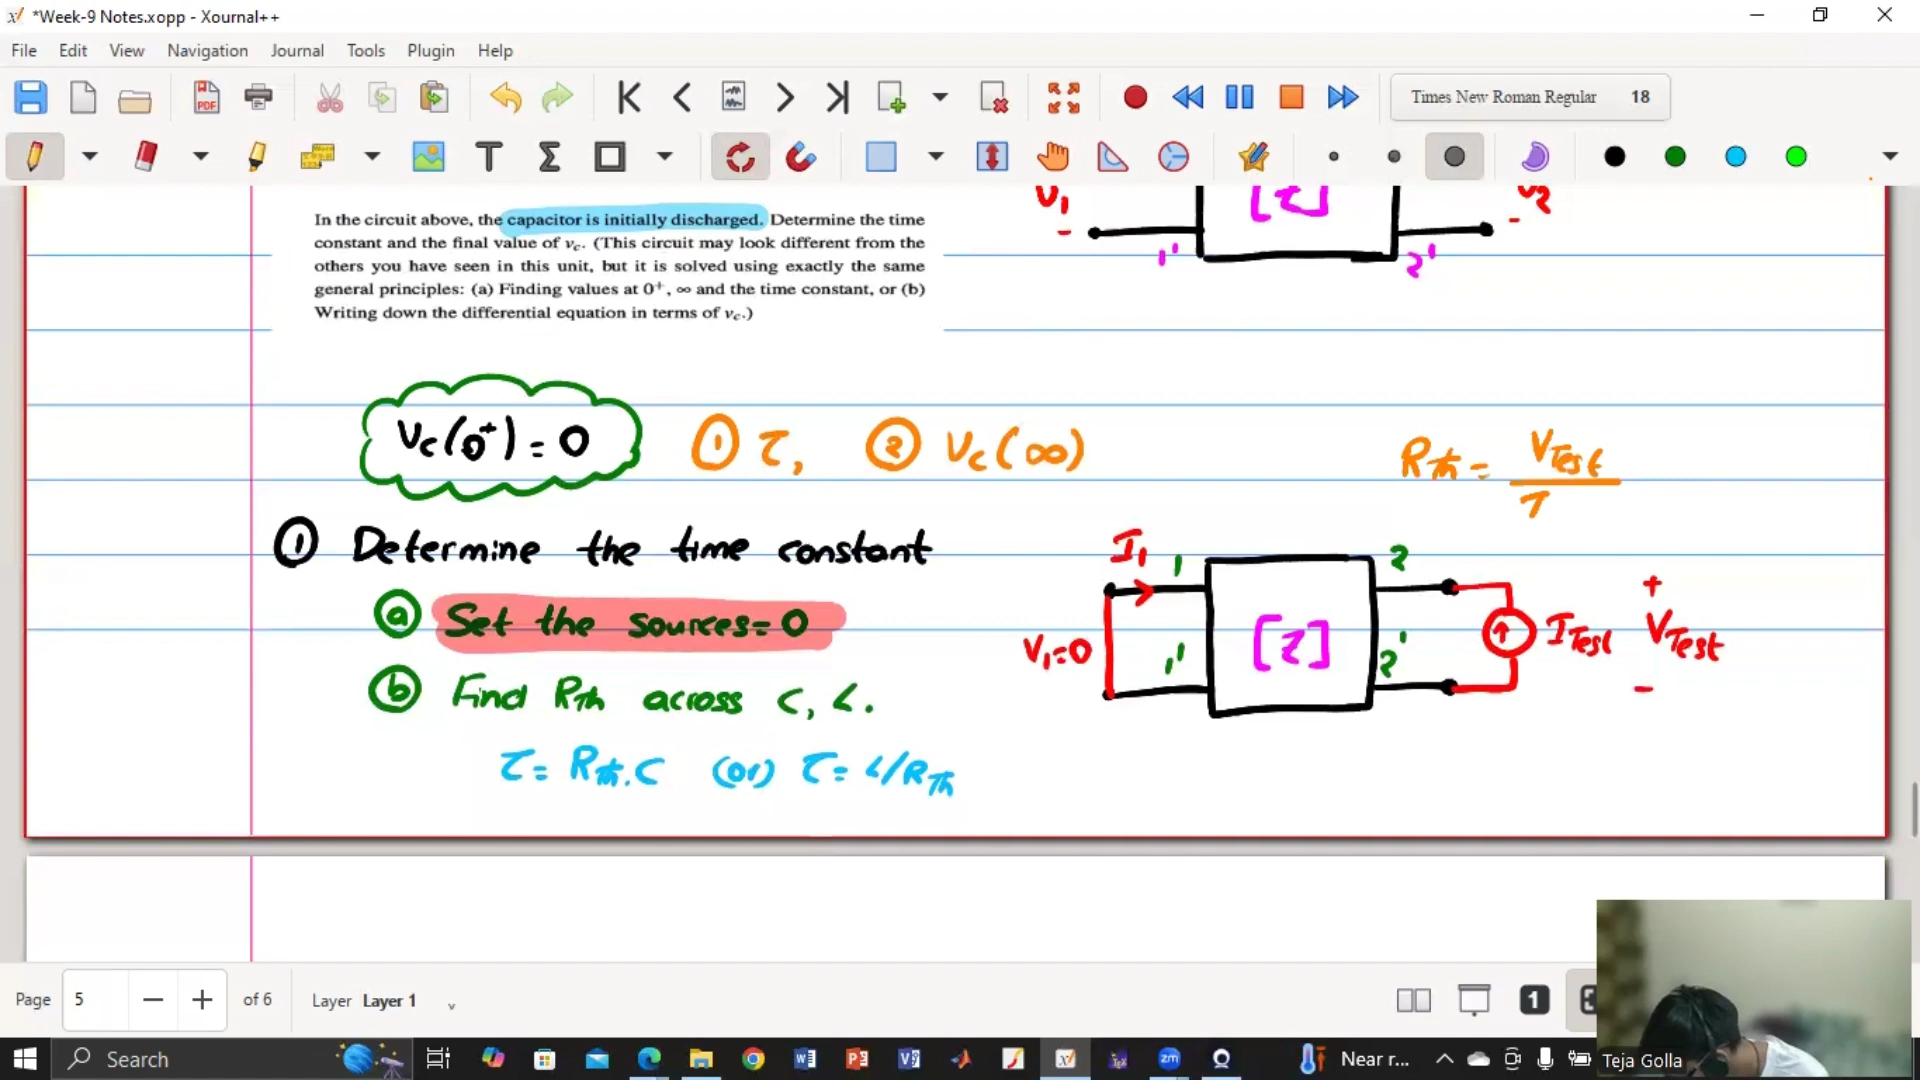 *Week-9 Notes.xopp - Xournal++
File Edit View Navigation Journal Tools Plugin Help
PDF
Times New Roman Regular 18
T Σ
V1 [Z] V2
- -
1' 2'
In the circuit above, the capacitor is initially discharged. Determine the time
constant and the final value of vc. (This circuit may look different from the
others you have seen in this unit, but it is solved using exactly the same
general principles: (a) Finding values at 0⁺, ∞ and the time constant, or (b)
Writing down the differential equation in terms of vc.)
Vc(0⁺) = 0 ① τ, ② Vc(∞)
Rth = VTest
① Determine the time constant
ⓐ Set the sources = 0
ⓑ Find Rth across C, L.
τ = Rth.C (or) τ = L/RTh
I1 1 2
+
V1=0 [Z] ITest VTest
1' 2'
-
Page 5 of 6 Layer Layer 1
1
Teja Golla
Search Near r...